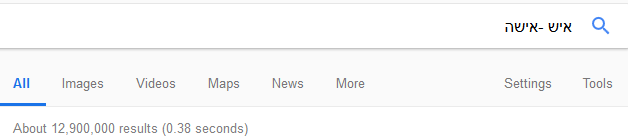 איש -אישה
All Images Videos Maps News More Settings Tools
About 12,900,000 results (0.38 seconds)